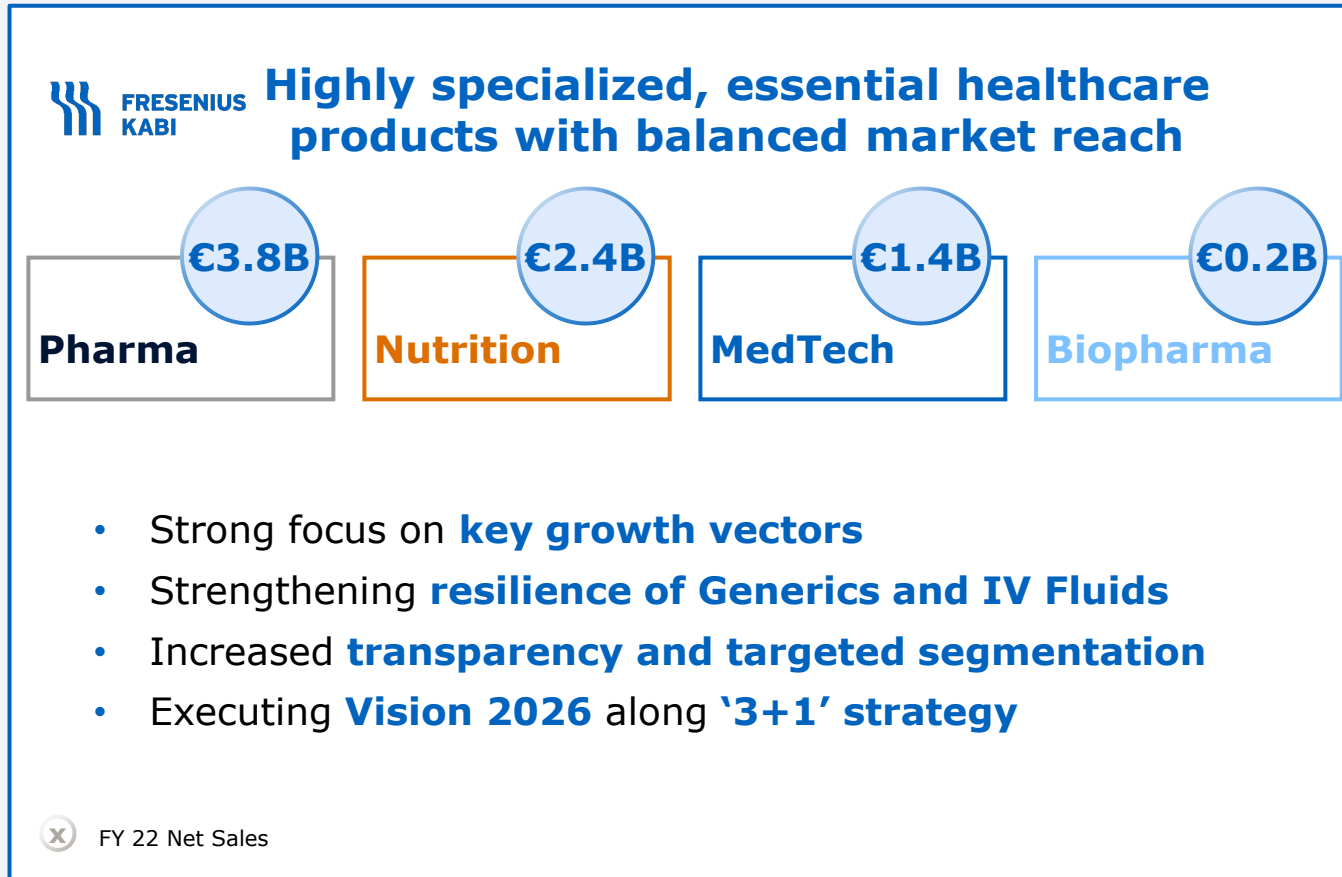 FRESENIUS
KABI
Highly specialized, essential healthcare
products with balanced market reach
€3.8B
Pharma
€2.4B
Nutrition
€1.4B
MedTech
€0.2B
Biopharma
• Strong focus on key growth vectors
• Strengthening resilience of Generics and IV Fluids
• Increased transparency and targeted segmentation
• Executing Vision 2026 along ‘3+1’ strategy
x FY 22 Net Sales